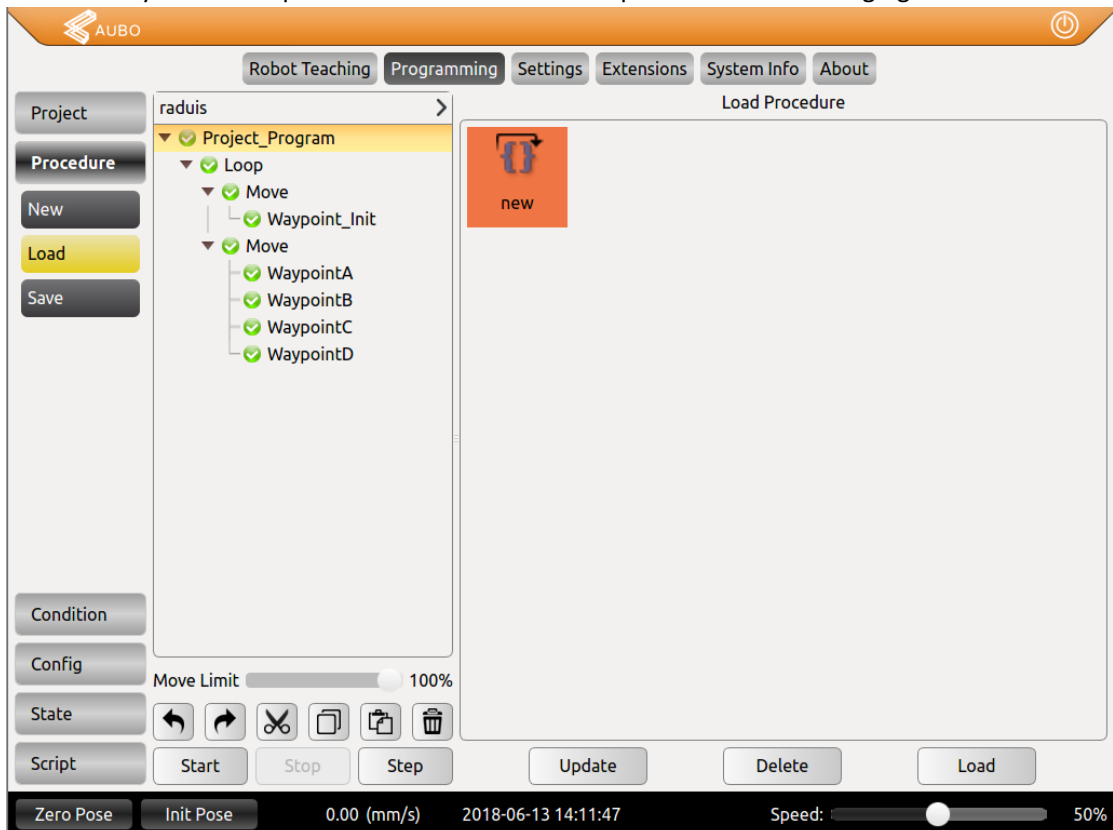 AUBO
Robot Teaching Programming Settings Extensions System Info About
Project
Procedure
New
Load
Save
Condition
Config
State
Script
raduis
Project_Program
Loop
Move
Waypoint_Init
Move
WaypointA
WaypointB
WaypointC
WaypointD
Move Limit 100%
Start Stop Step
Load Procedure
new
Update Delete Load
Zero Pose Init Pose 0.00 (mm/s) 2018-06-13 14:11:47 Speed: 50%